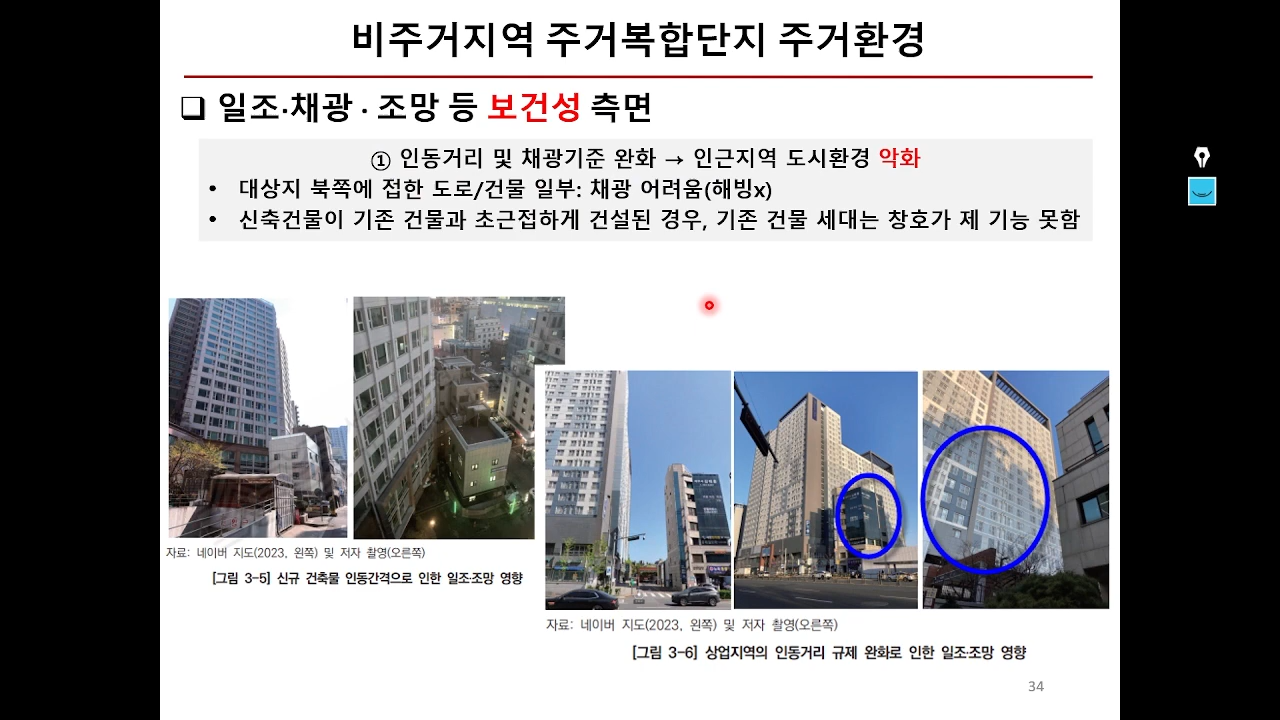 비주거지역 주거복합단지 주거환경
❑ 일조·채광 · 조망 등 보건성 측면
① 인동거리 및 채광기준 완화 → 인근지역 도시환경 악화
• 대상지 북쪽에 접한 도로/건물 일부: 채광 어려움(해빙x)
• 신축건물이 기존 건물과 초근접하게 건설된 경우, 기존 건물 세대는 창호가 제 기능 못함
자료: 네이버 지도(2023, 왼쪽) 및 저자 촬영(오른쪽)
[그림 3-5] 신규 건축물 인동간격으로 인한 일조·조망 영향
자료: 네이버 지도(2023, 왼쪽) 및 저자 촬영(오른쪽)
[그림 3-6] 상업지역의 인동거리 규제 완화로 인한 일조·조망 영향
34